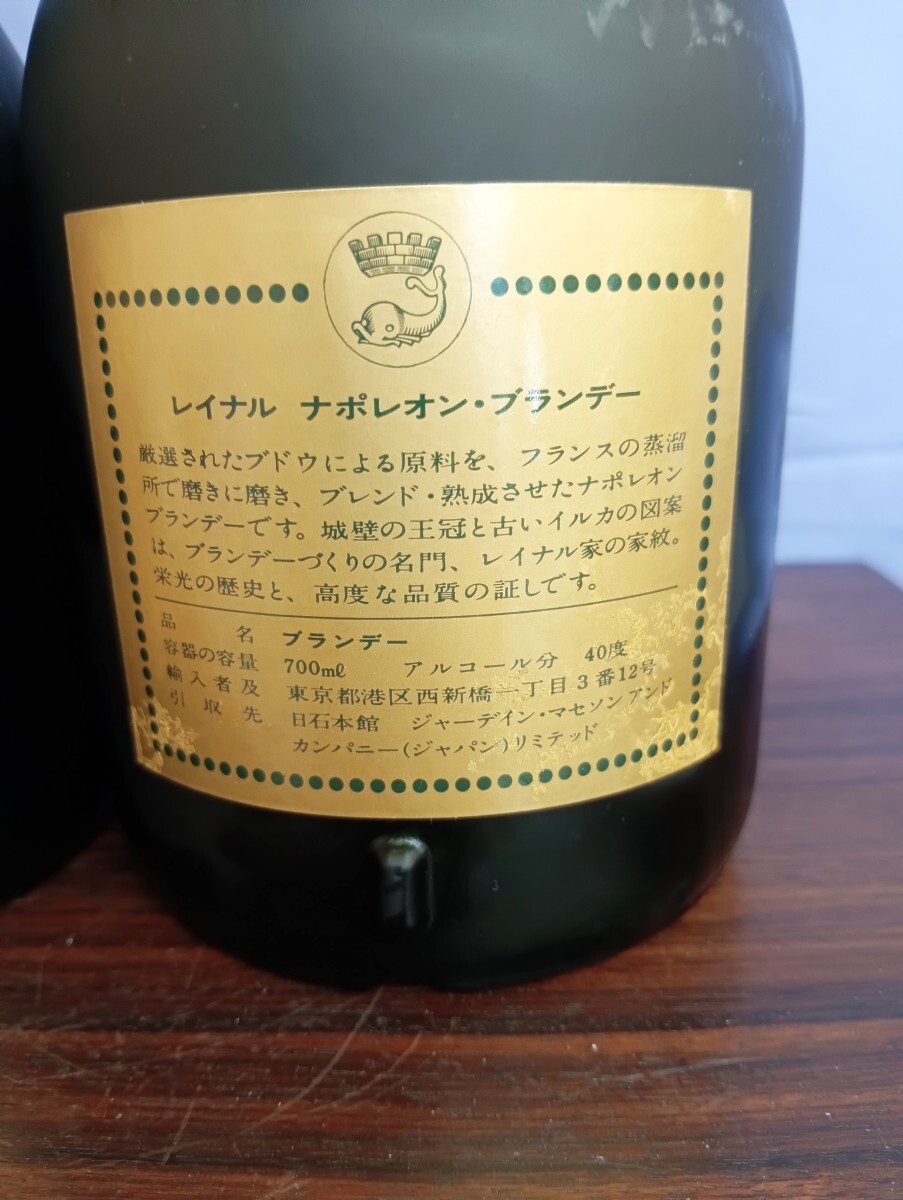 レイナル ナポレオン・ブランデー
厳選されたブドウによる原料を、フランスの蒸溜
所で磨きに磨き、ブレンド・熟成させたナポレオン
ブランデーです。城壁の王冠と古いイルカの図案
は、ブランデーづくりの名門、レイナル家の家紋。
栄光の歴史と、高度な品質の証しです。
品 名 ブランデー
容器の容量 700mℓ アルコール分 40度
輸入者及 東京都港区西新橋一丁目3番12号
引取先 日石本館 ジャーデイン・マセソン アンド
カンパニー(ジャパン)リミテッド